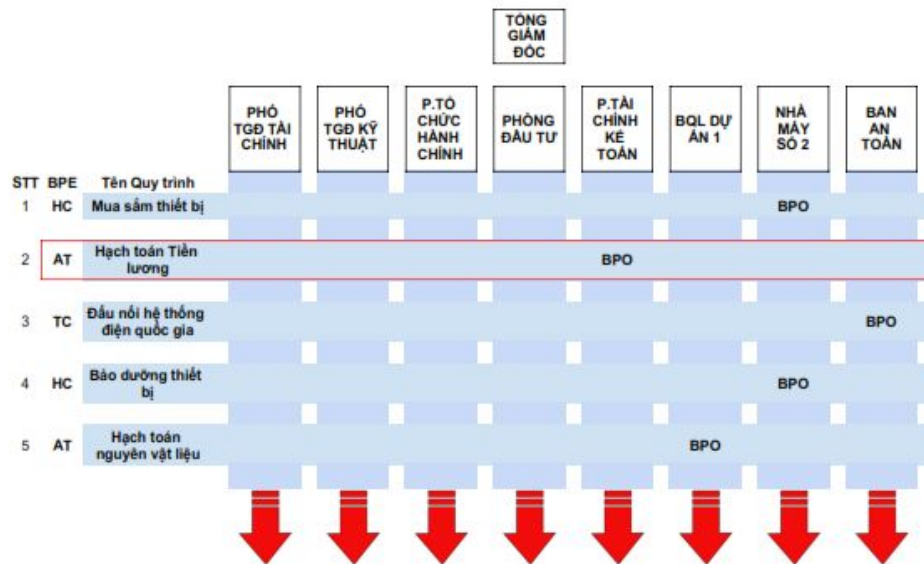 TỔNG
GIÁM
ĐỐC
PHÓ
TGĐ TÀI
CHÍNH
PHÓ
TGĐ KỸ
THUẬT
P.TỔ
CHỨC
HÀNH
CHÍNH
PHÒNG
ĐẦU TƯ
P.TÀI
CHÍNH
KẾ
TOÁN
BQL DỰ
ÁN 1
NHÀ
MÁY
SỐ 2
BAN
AN
TOÀN
STT BPE Tên Quy trình
1 HC Mua sắm thiết bị BPO
2 AT Hạch toán Tiền
lương BPO
3 TC Đấu nối hệ thống
điện quốc gia BPO
4 HC Bảo dưỡng thiết
bị BPO
5 AT Hạch toán
nguyên vật liệu BPO